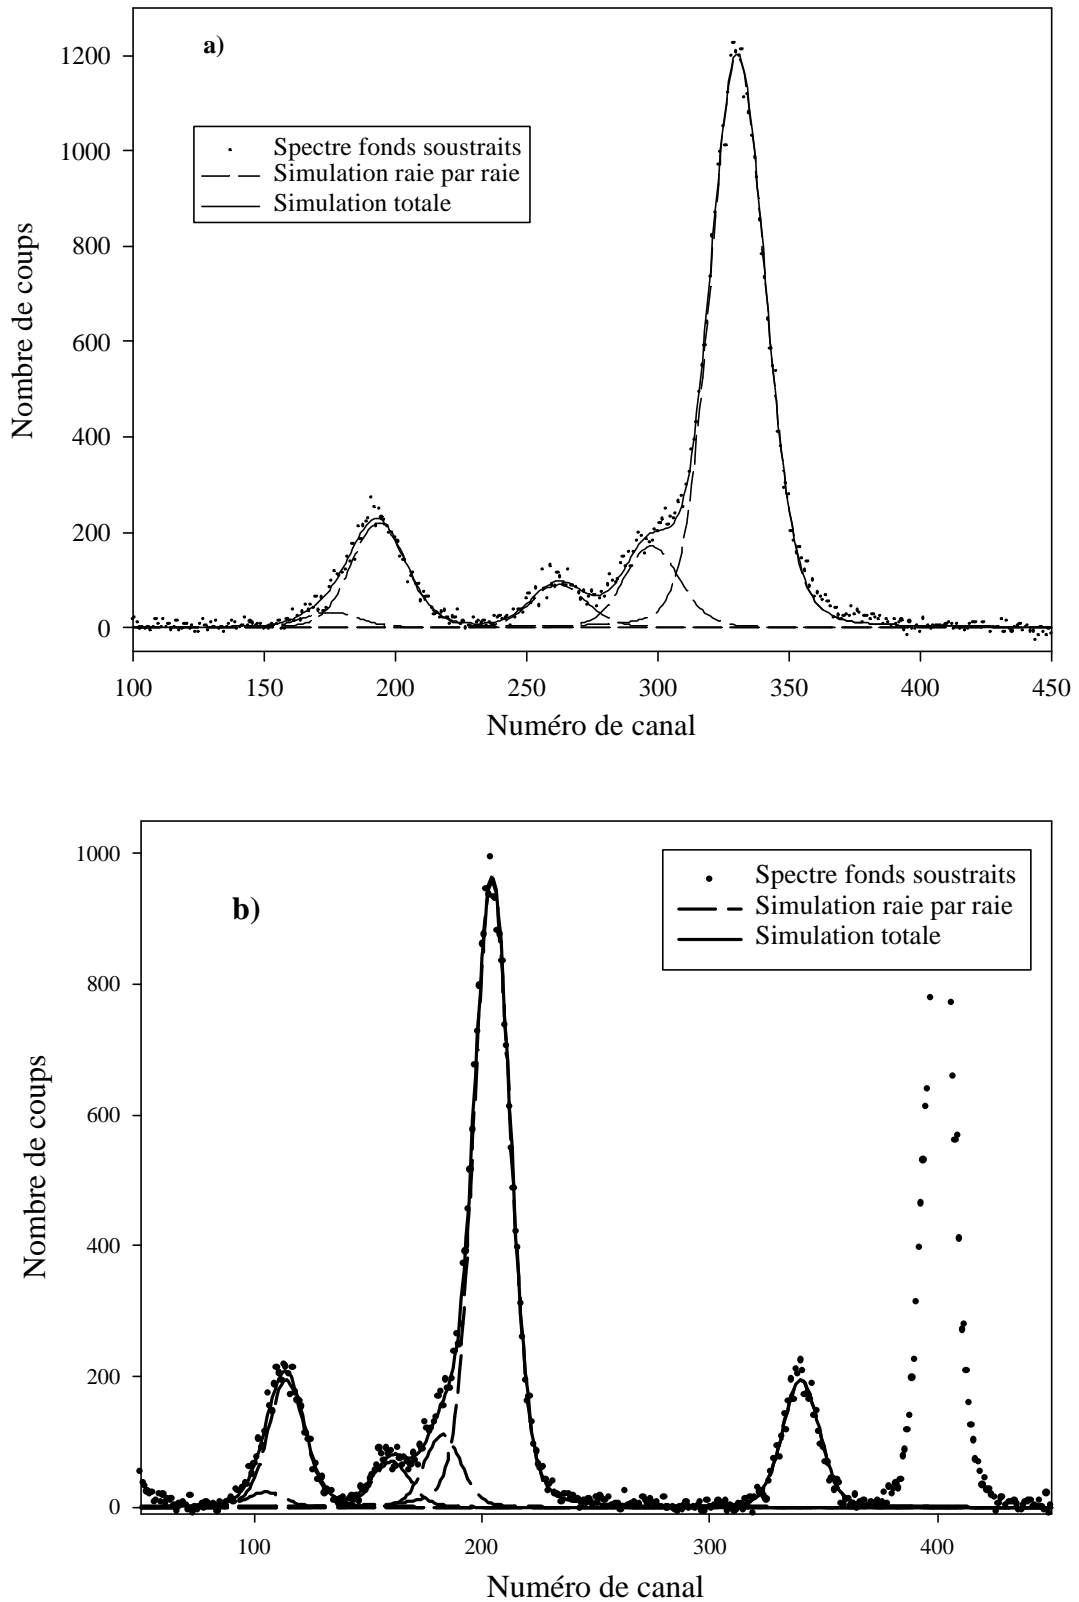 a)
Spectre fonds soustraits
Simulation raie par raie
Simulation totale
Nombre de coups
1200
1000
800
600
400
200
0
100 150 200 250 300 350 400 450
Numéro de canal
b)
Spectre fonds soustraits
Simulation raie par raie
Simulation totale
Nombre de coups
1000
800
600
400
200
0
100 200 300 400
Numéro de canal